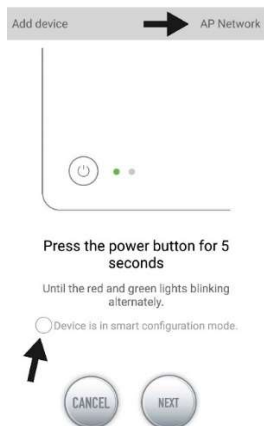 Add device AP Network
Press the power button for 5
seconds
Until the red and green lights blinking
alternately.
Device is in smart configuration mode.
CANCEL NEXT